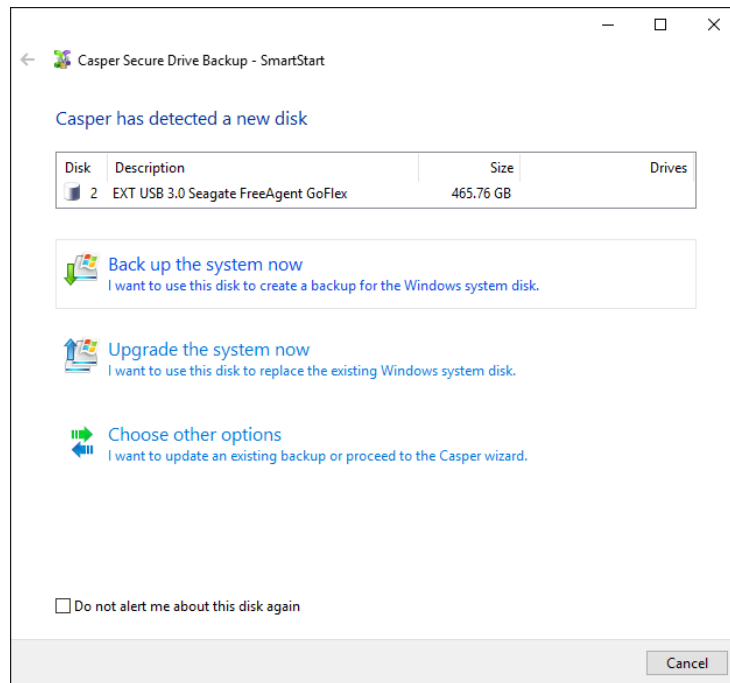 Casper Secure Drive Backup - SmartStart
Casper has detected a new disk
Disk Description Size Drives
2 EXT USB 3.0 Seagate FreeAgent GoFlex 465.76 GB
Back up the system now
I want to use this disk to create a backup for the Windows system disk.
Upgrade the system now
I want to use this disk to replace the existing Windows system disk.
Choose other options
I want to update an existing backup or proceed to the Casper wizard.
Do not alert me about this disk again
Cancel